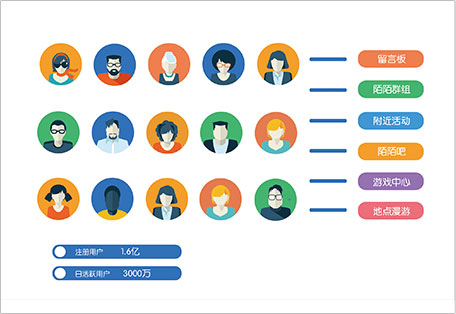 留言板
陌陌群组
附近活动
陌陌吧
游戏中心
地点漫游
注册用户 1.6亿
日活跃用户 3000万